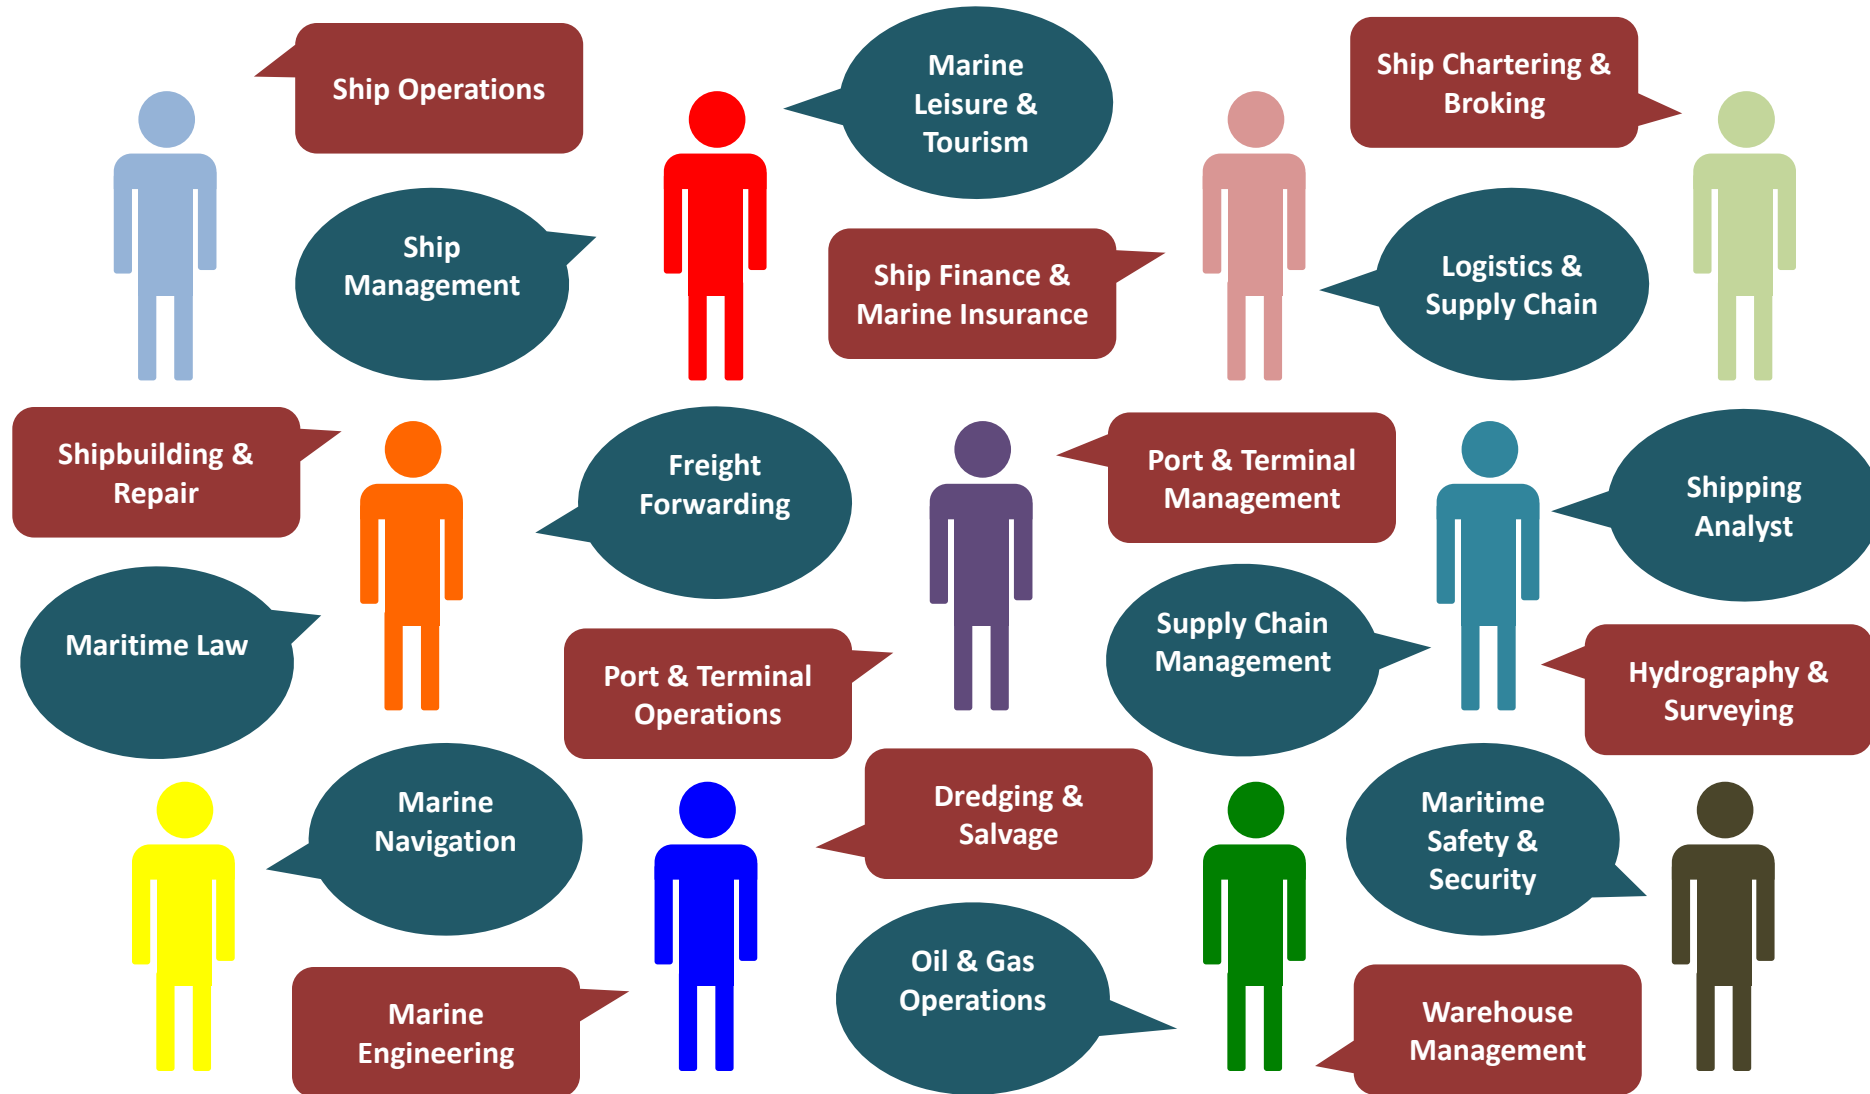 Ship Operations
Marine
Leisure &
Tourism
Ship Chartering &
Broking
Ship
Management
Ship Finance &
Marine Insurance
Logistics &
Supply Chain
Shipbuilding &
Repair
Freight
Forwarding
Port & Terminal
Management
Shipping
Analyst
Maritime Law
Port & Terminal
Operations
Supply Chain
Management
Hydrography &
Surveying
Marine
Navigation
Dredging &
Salvage
Maritime
Safety &
Security
Marine
Engineering
Oil & Gas
Operations
Warehouse
Management